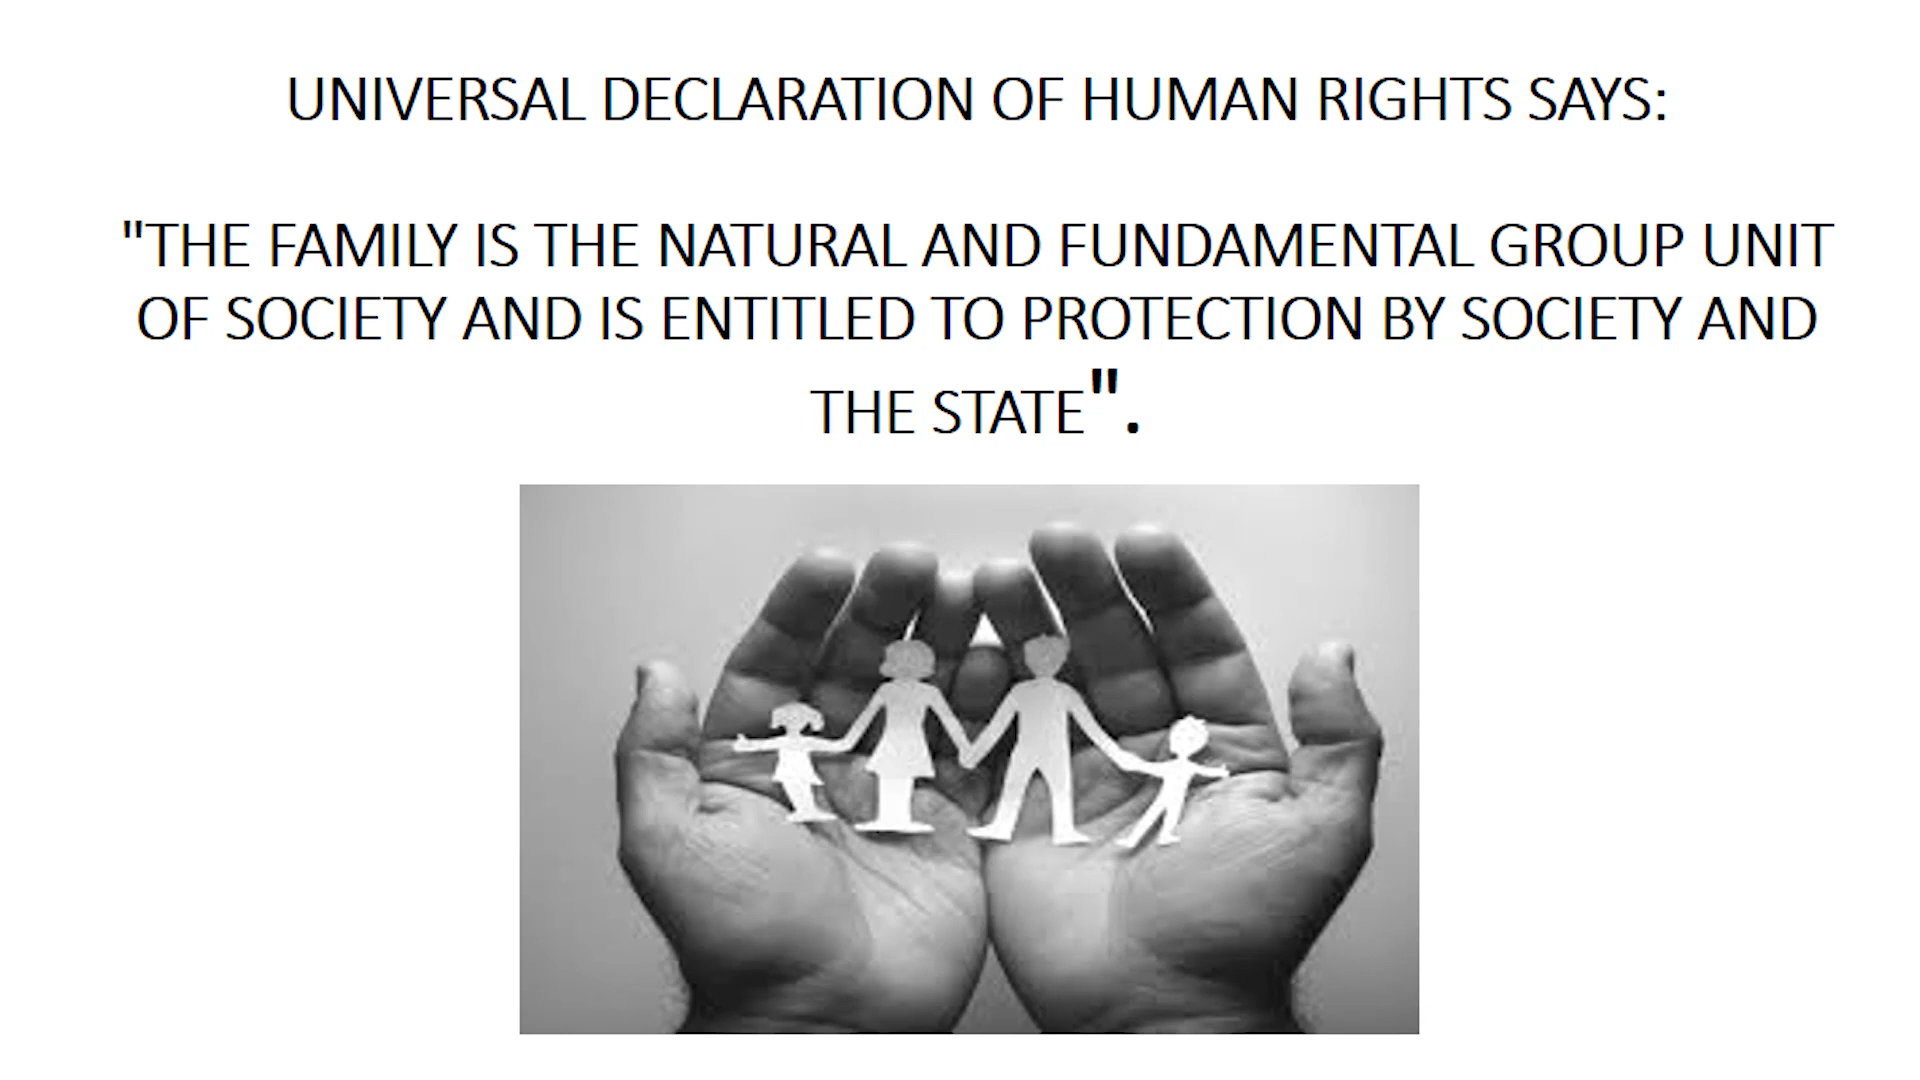 UNIVERSAL DECLARATION OF HUMAN RIGHTS SAYS:
"THE FAMILY IS THE NATURAL AND FUNDAMENTAL GROUP UNIT
OF SOCIETY AND IS ENTITLED TO PROTECTION BY SOCIETY AND
THE STATE".